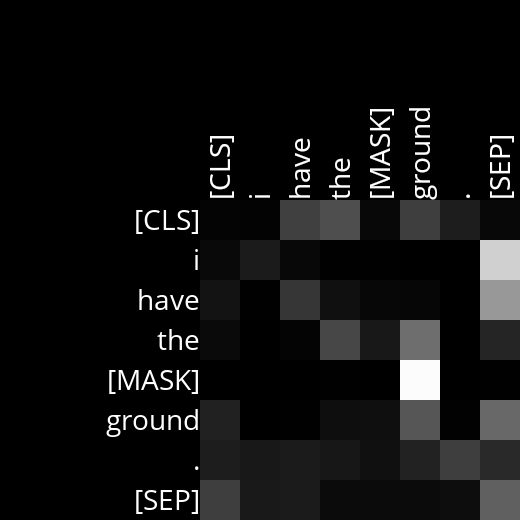 [CLS] i have the [MASK] ground . [SEP]
[CLS]
i
have
the
[MASK]
ground
.
[SEP]